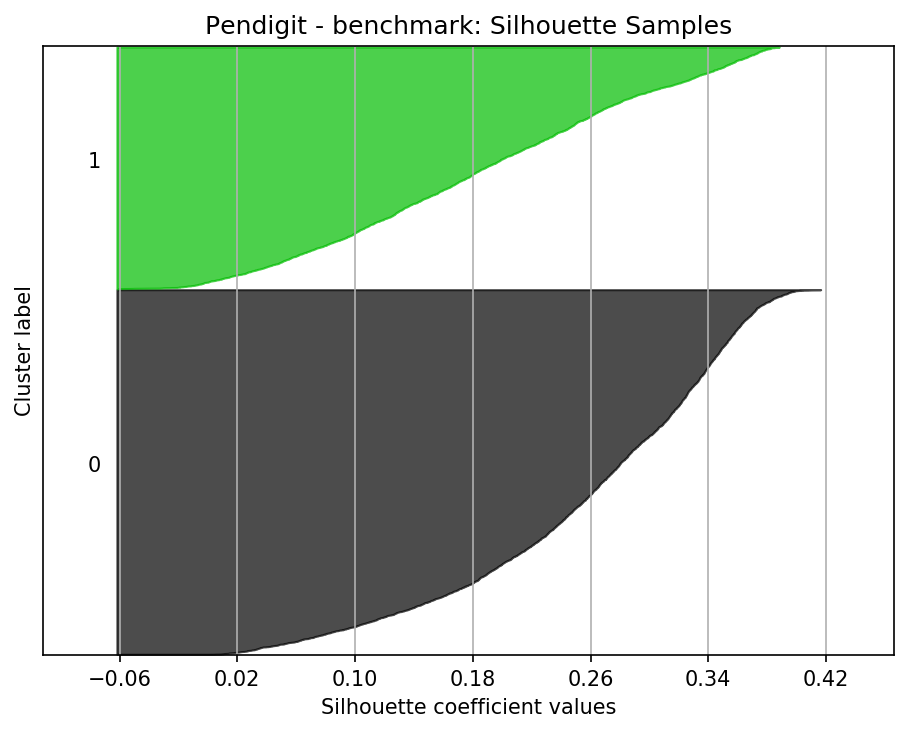 Pendigit - benchmark: Silhouette Samples
1
Cluster label
0
−0.06 0.02 0.10 0.18 0.26 0.34 0.42
Silhouette coefficient values